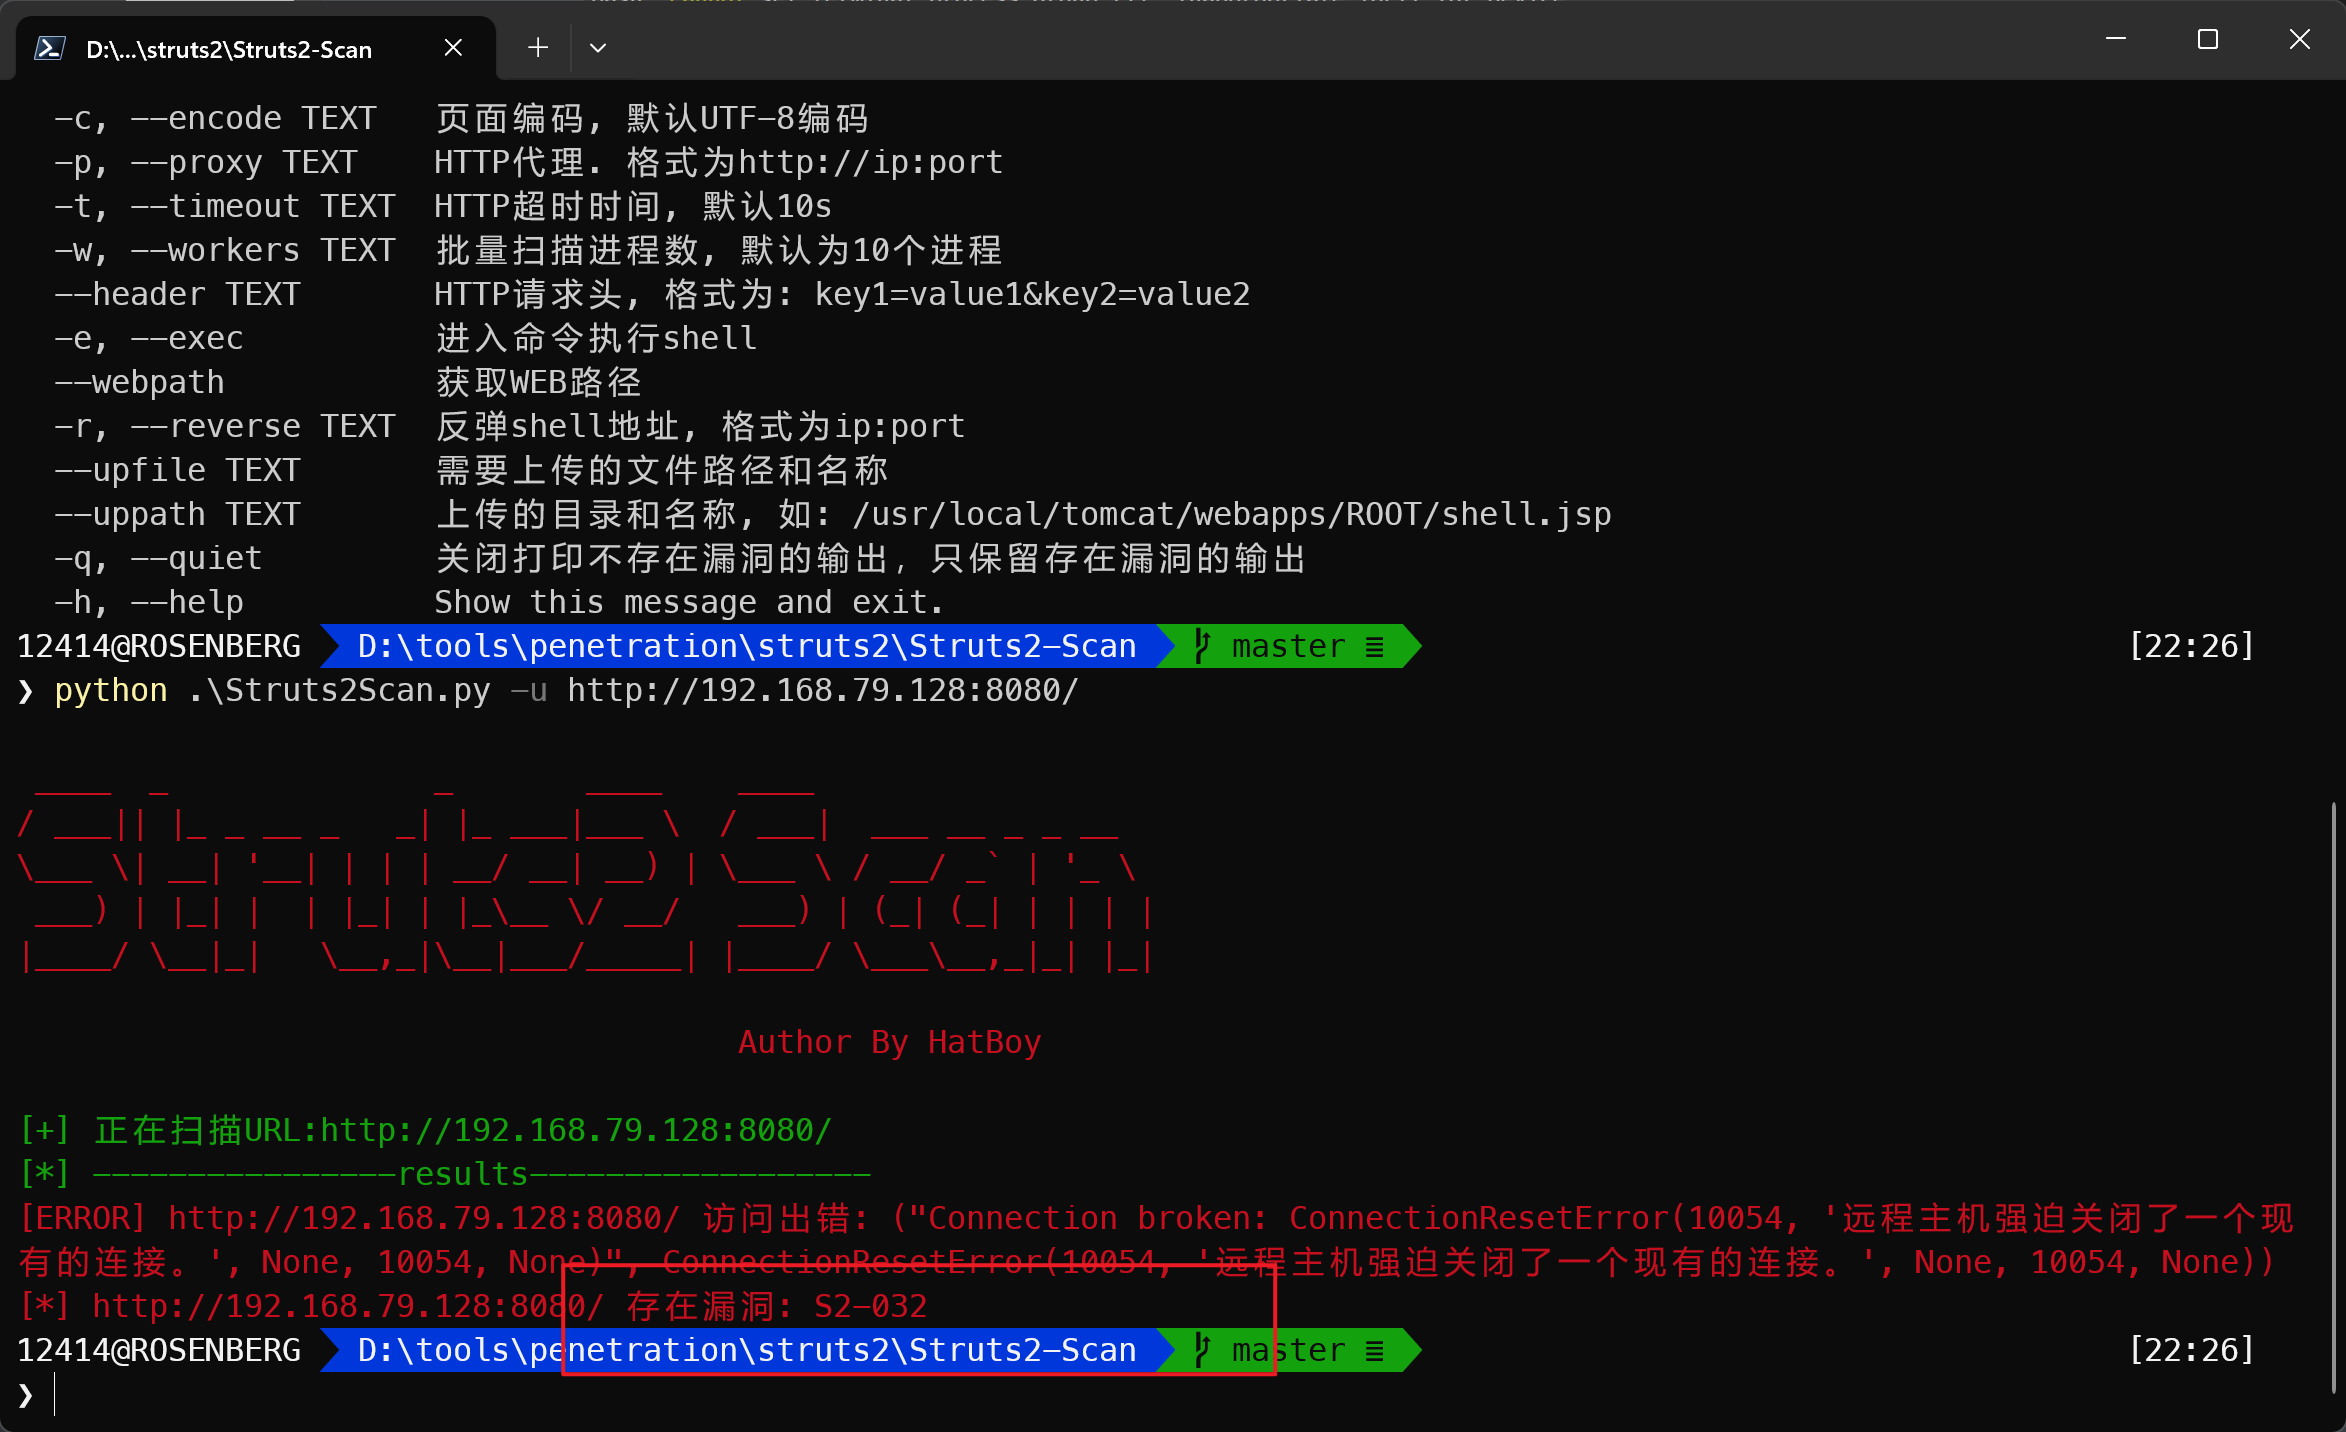 D:\...\struts2\Struts2-Scan
-c, --encode TEXT   页面编码, 默认UTF-8编码
-p, --proxy TEXT    HTTP代理. 格式为http://ip:port
-t, --timeout TEXT  HTTP超时时间, 默认10s
-w, --workers TEXT  批量扫描进程数, 默认为10个进程
--header TEXT       HTTP请求头, 格式为: key1=value1&key2=value2
-e, --exec          进入命令执行shell
--webpath           获取WEB路径
-r, --reverse TEXT  反弹shell地址, 格式为ip:port
--upfile TEXT       需要上传的文件路径和名称
--uppath TEXT       上传的目录和名称, 如: /usr/local/tomcat/webapps/ROOT/shell.jsp
-q, --quiet         关闭打印不存在漏洞的输出，只保留存在漏洞的输出
-h, --help          Show this message and exit.
12414@ROSENBERG D:\tools\penetration\struts2\Struts2-Scan master ≡ [22:26]
❯ python .\Struts2Scan.py -u http://192.168.79.128:8080/
Struts2 Scan
Author By HatBoy
[+] 正在扫描URL:http://192.168.79.128:8080/
[*] ----------------results------------------
[ERROR] http://192.168.79.128:8080/ 访问出错: ("Connection broken: ConnectionResetError(10054, '远程主机强迫关闭了一个现
有的连接。', None, 10054, None)", ConnectionResetError(10054, '远程主机强迫关闭了一个现有的连接。', None, 10054, None))
[*] http://192.168.79.128:8080/ 存在漏洞: S2-032
12414@ROSENBERG D:\tools\penetration\struts2\Struts2-Scan master ≡ [22:26]
❯